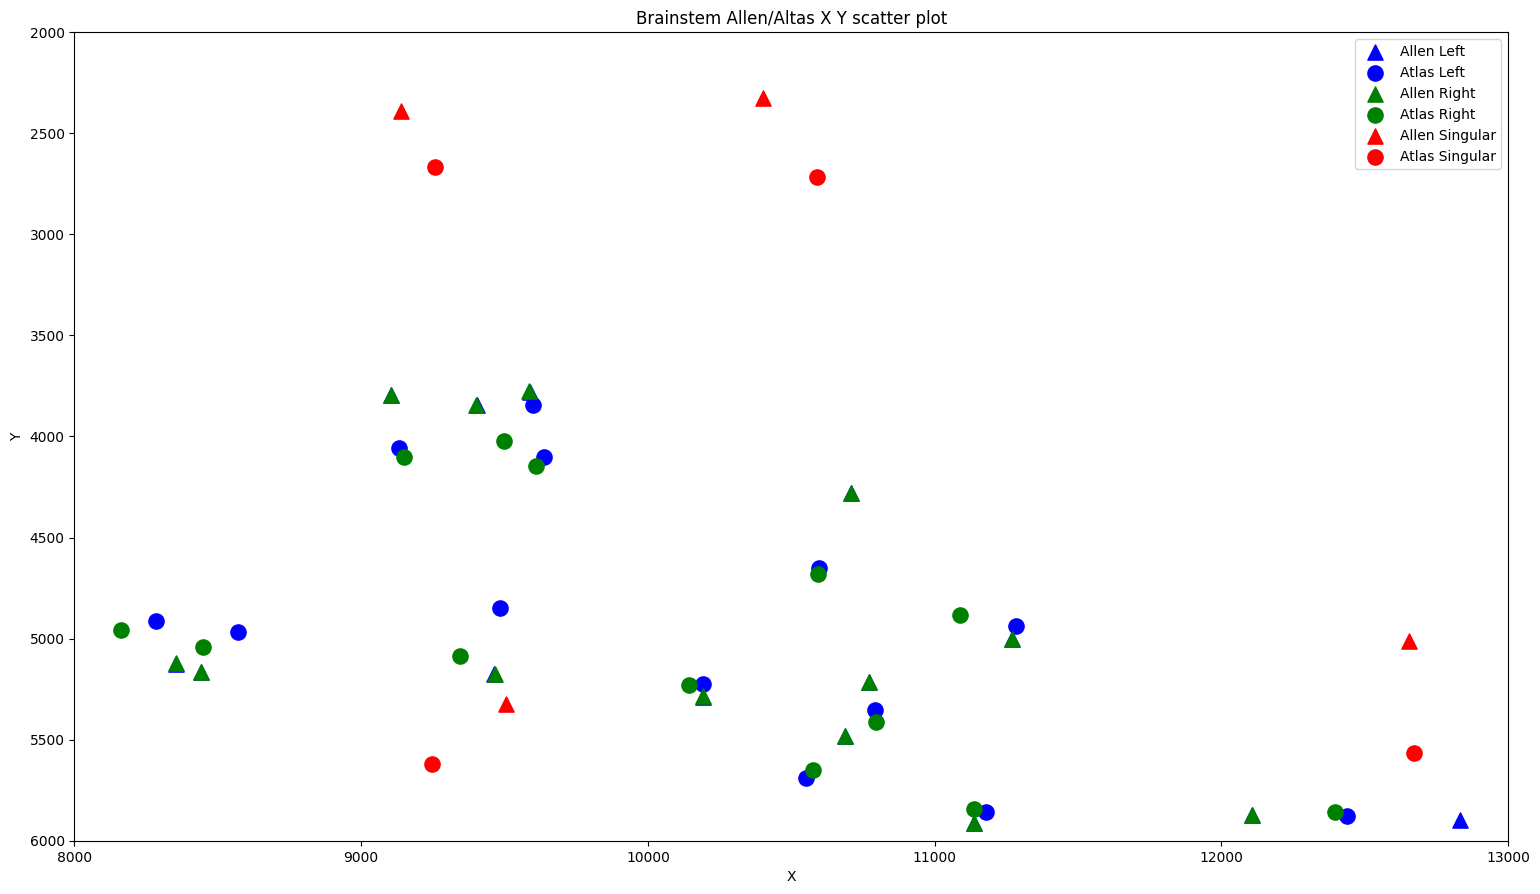 Brainstem Allen/Altas X Y scatter plot
2000
2500
3000
3500
4000
4500
5000
5500
6000
Y
8000
9000
10000
11000
12000
13000
X
Allen Left
Atlas Left
Allen Right
Atlas Right
Allen Singular
Atlas Singular